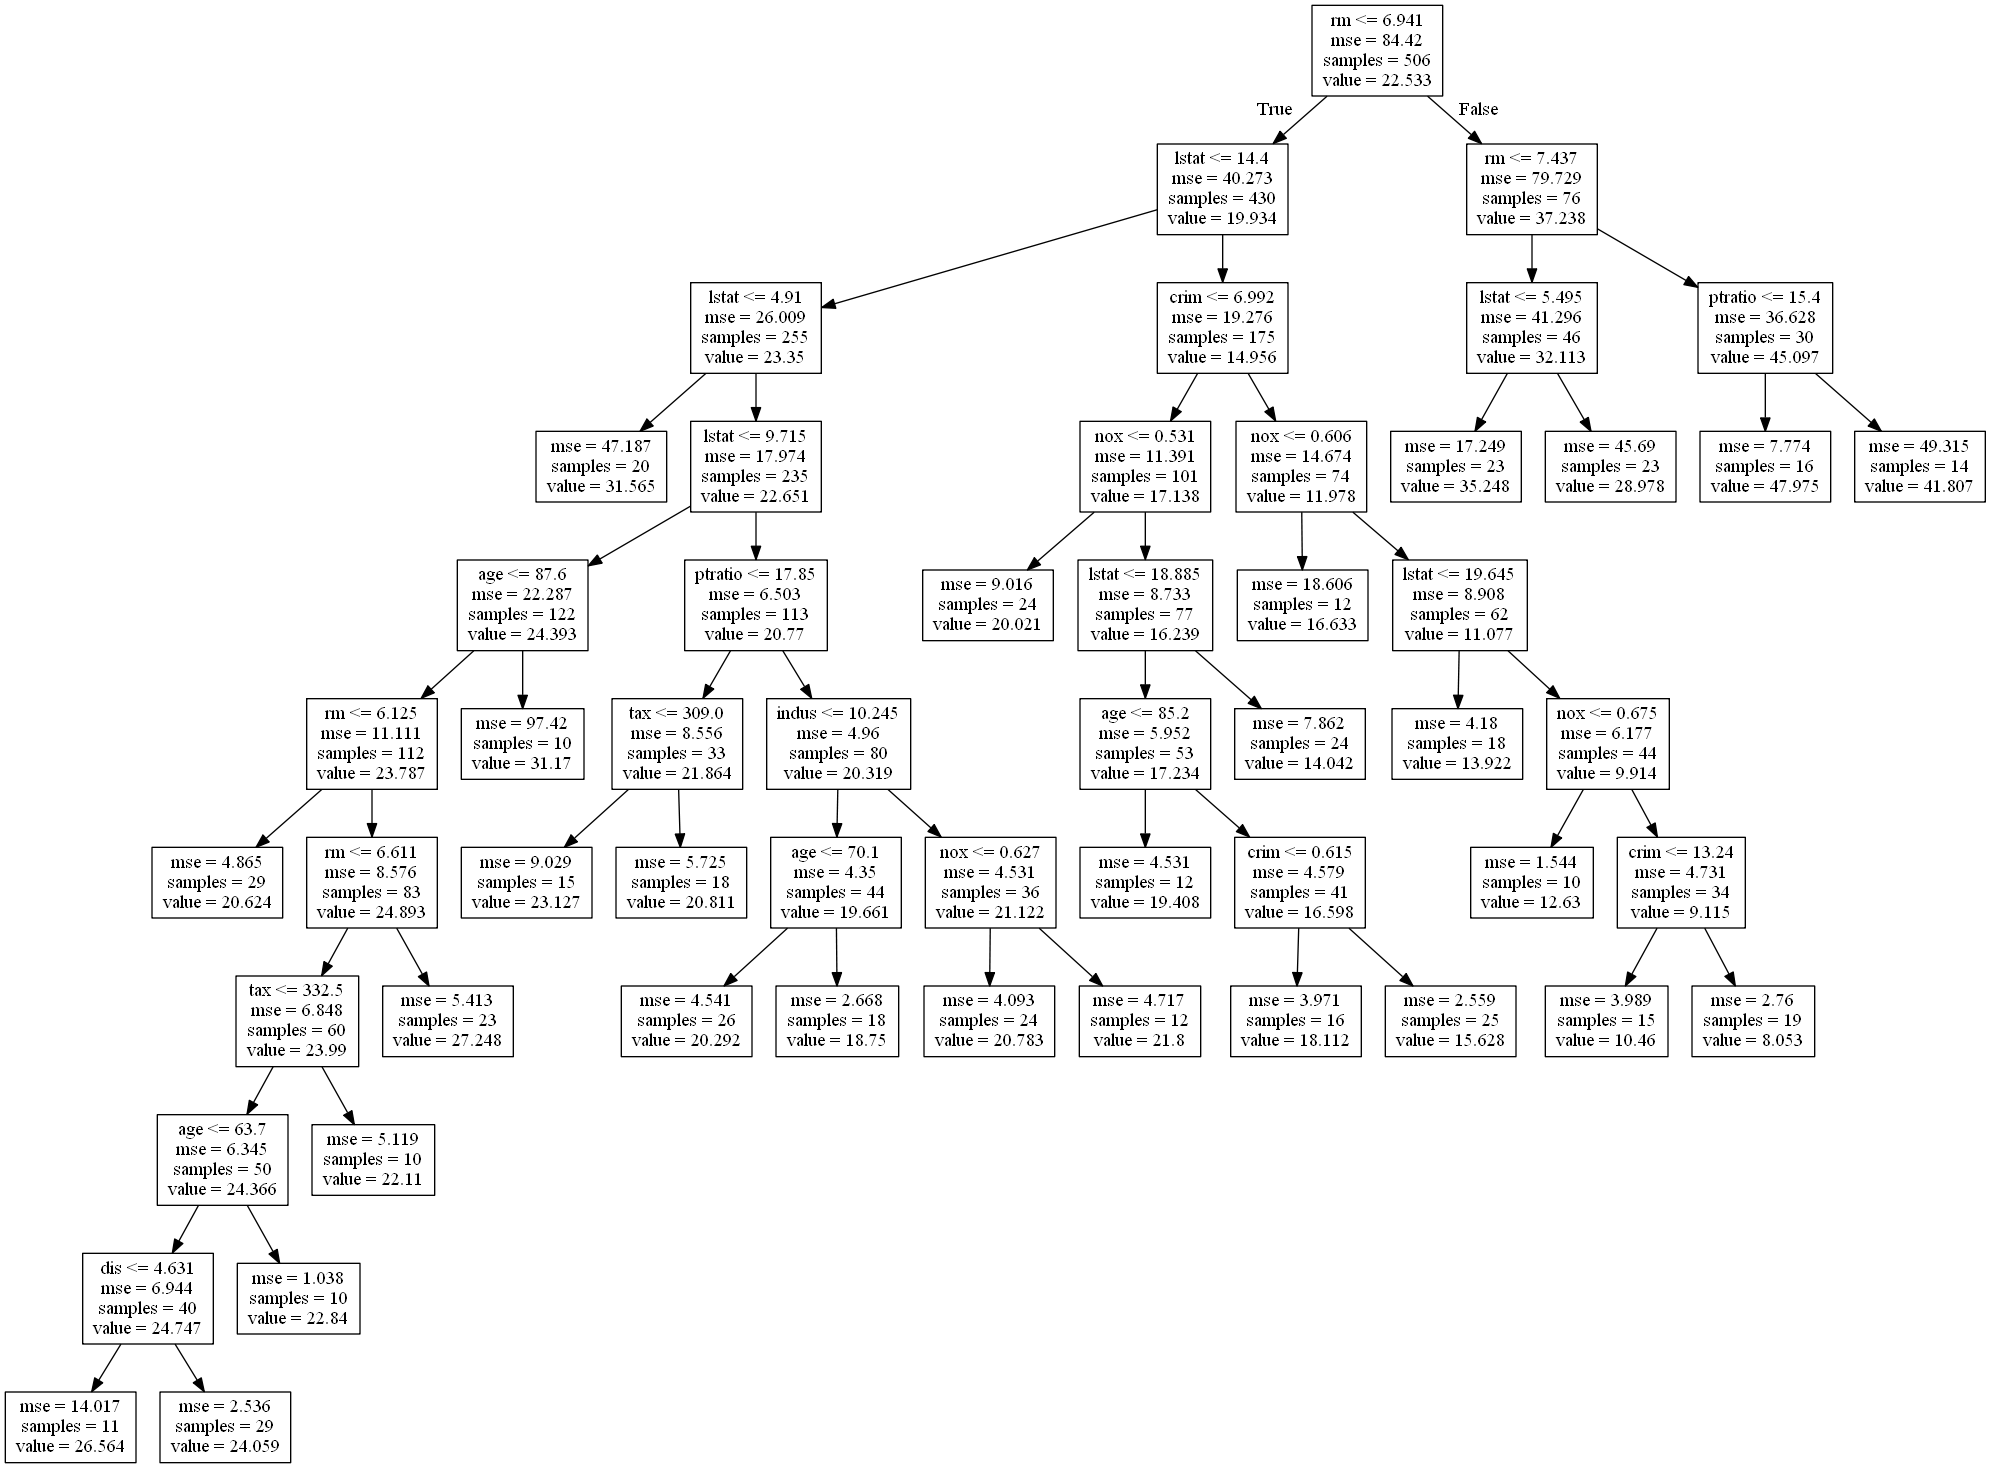 rm <= 6.941
mse = 84.42
samples = 506
value = 22.533
True
False
lstat <= 14.4
mse = 40.273
samples = 430
value = 19.934
rm <= 7.437
mse = 79.729
samples = 76
value = 37.238
lstat <= 4.91
mse = 26.009
samples = 255
value = 23.35
crim <= 6.992
mse = 19.276
samples = 175
value = 14.956
lstat <= 5.495
mse = 41.296
samples = 46
value = 32.113
ptratio <= 15.4
mse = 36.628
samples = 30
value = 45.097
mse = 47.187
samples = 20
value = 31.565
lstat <= 9.715
mse = 17.974
samples = 235
value = 22.651
nox <= 0.531
mse = 11.391
samples = 101
value = 17.138
nox <= 0.606
mse = 14.674
samples = 74
value = 11.978
mse = 17.249
samples = 23
value = 35.248
mse = 45.69
samples = 23
value = 28.978
mse = 7.774
samples = 16
value = 47.975
mse = 49.315
samples = 14
value = 41.807
age <= 87.6
mse = 22.287
samples = 122
value = 24.393
ptratio <= 17.85
mse = 6.503
samples = 113
value = 20.77
mse = 9.016
samples = 24
value = 20.021
lstat <= 18.885
mse = 8.733
samples = 77
value = 16.239
mse = 18.606
samples = 12
value = 16.633
lstat <= 19.645
mse = 8.908
samples = 62
value = 11.077
rm <= 6.125
mse = 11.111
samples = 112
value = 23.787
mse = 97.42
samples = 10
value = 31.17
tax <= 309.0
mse = 8.556
samples = 33
value = 21.864
indus <= 10.245
mse = 4.96
samples = 80
value = 20.319
age <= 85.2
mse = 5.952
samples = 53
value = 17.234
mse = 7.862
samples = 24
value = 14.042
mse = 4.18
samples = 18
value = 13.922
nox <= 0.675
mse = 6.177
samples = 44
value = 9.914
mse = 4.865
samples = 29
value = 20.624
rm <= 6.611
mse = 8.576
samples = 83
value = 24.893
mse = 9.029
samples = 15
value = 23.127
mse = 5.725
samples = 18
value = 20.811
age <= 70.1
mse = 4.35
samples = 44
value = 19.661
nox <= 0.627
mse = 4.531
samples = 36
value = 21.122
mse = 4.531
samples = 12
value = 19.408
crim <= 0.615
mse = 4.579
samples = 41
value = 16.598
mse = 1.544
samples = 10
value = 12.63
crim <= 13.24
mse = 4.731
samples = 34
value = 9.115
tax <= 332.5
mse = 6.848
samples = 60
value = 23.99
mse = 5.413
samples = 23
value = 27.248
mse = 4.541
samples = 26
value = 20.292
mse = 2.668
samples = 18
value = 18.75
mse = 4.093
samples = 24
value = 20.783
mse = 4.717
samples = 12
value = 21.8
mse = 3.971
samples = 16
value = 18.112
mse = 2.559
samples = 25
value = 15.628
mse = 3.989
samples = 15
value = 10.46
mse = 2.76
samples = 19
value = 8.053
age <= 63.7
mse = 6.345
samples = 50
value = 24.366
mse = 5.119
samples = 10
value = 22.11
dis <= 4.631
mse = 6.944
samples = 40
value = 24.747
mse = 1.038
samples = 10
value = 22.84
mse = 14.017
samples = 11
value = 26.564
mse = 2.536
samples = 29
value = 24.059